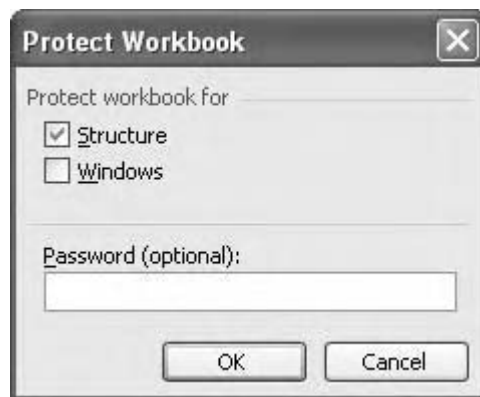 Protect Workbook
Protect workbook for
Structure
Windows
Password (optional):
OK
Cancel